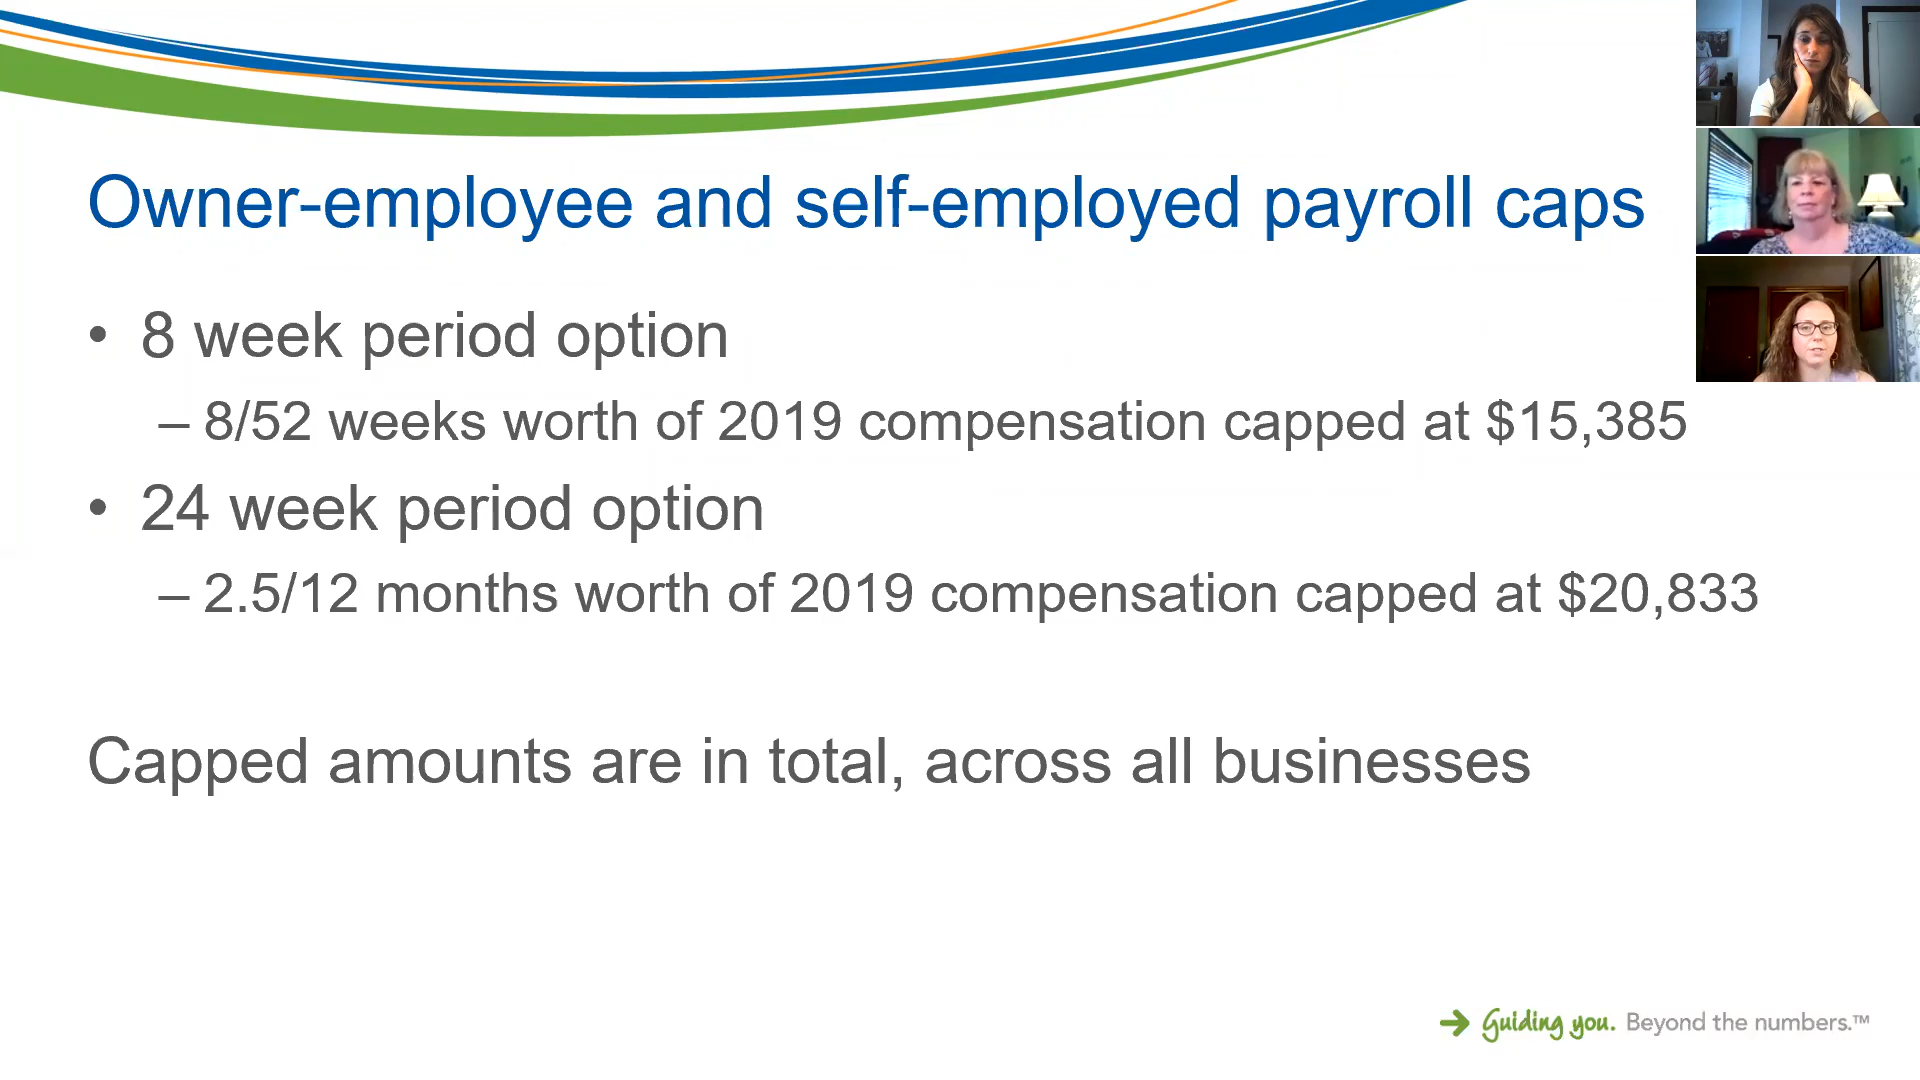 Owner-employee and self-employed payroll caps
• 8 week period option
– 8/52 weeks worth of 2019 compensation capped at $15,385
• 24 week period option
– 2.5/12 months worth of 2019 compensation capped at $20,833
Capped amounts are in total, across all businesses
Guiding you. Beyond the numbers.™